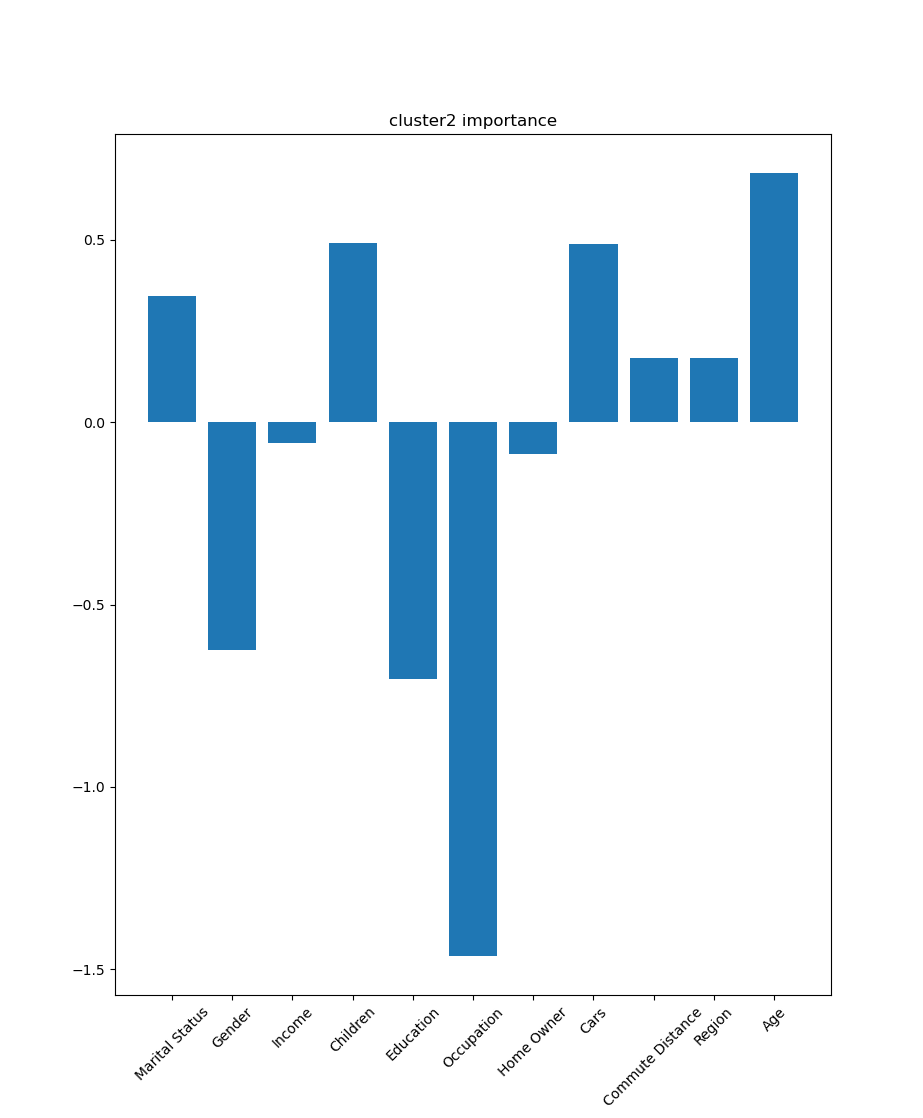 cluster2 importance
0.5
0.0
−0.5
−1.0
−1.5
Marital Status
Gender
Income
Children
Education
Occupation
Home Owner
Cars
Commute Distance
Region
Age